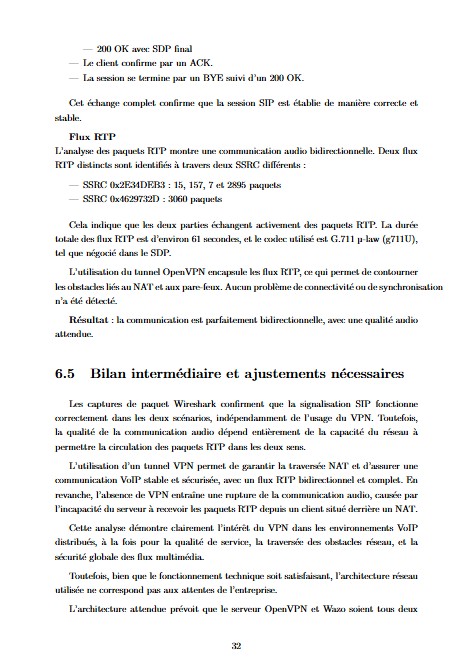 — 200 OK avec SDP final
— Le client confirme par un ACK.
— La session se termine par un BYE suivi d'un 200 OK.
Cet échange complet confirme que la session SIP est établie de manière correcte et
stable.
Flux RTP
L'analyse des paquets RTP montre une communication audio bidirectionnelle. Deux flux
RTP distincts sont identifiés à travers deux SSRC différents :
— SSRC 0x2E34DEB3 : 15, 157, 7 et 2895 paquets
— SSRC 0x4629732D : 3060 paquets
Cela indique que les deux parties échangent activement des paquets RTP. La durée
totale des flux RTP est d'environ 61 secondes, et le codec utilisé est G.711 µ-law (g711U),
tel que négocié dans le SDP.
L'utilisation du tunnel OpenVPN encapsule les flux RTP, ce qui permet de contourner
les obstacles liés au NAT et aux pare-feux. Aucun problème de connectivité ou de synchronisation
n'a été détecté.
Résultat : la communication est parfaitement bidirectionnelle, avec une qualité audio
attendue.
6.5 Bilan intermédiaire et ajustements nécessaires
Les captures de paquet Wireshark confirment que la signalisation SIP fonctionne
correctement dans les deux scénarios, indépendamment de l'usage du VPN. Toutefois,
la qualité de la communication audio dépend entièrement de la capacité du réseau à
permettre la circulation des paquets RTP dans les deux sens.
L'utilisation d'un tunnel VPN permet de garantir la traversée NAT et d'assurer une
communication VoIP stable et sécurisée, avec un flux RTP bidirectionnel et complet. En
revanche, l'absence de VPN entraîne une rupture de la communication audio, causée par
l'incapacité du serveur à recevoir les paquets RTP depuis un client situé derrière un NAT.
Cette analyse démontre clairement l'intérêt du VPN dans les environnements VoIP
distribués, à la fois pour la qualité de service, la traversée des obstacles réseau, et la
sécurité globale des flux multimédia.
Toutefois, bien que le fonctionnement technique soit satisfaisant, l'architecture réseau
utilisée ne correspond pas aux attentes de l'entreprise.
L'architecture attendue prévoit que le serveur OpenVPN et Wazo soient tous deux
32